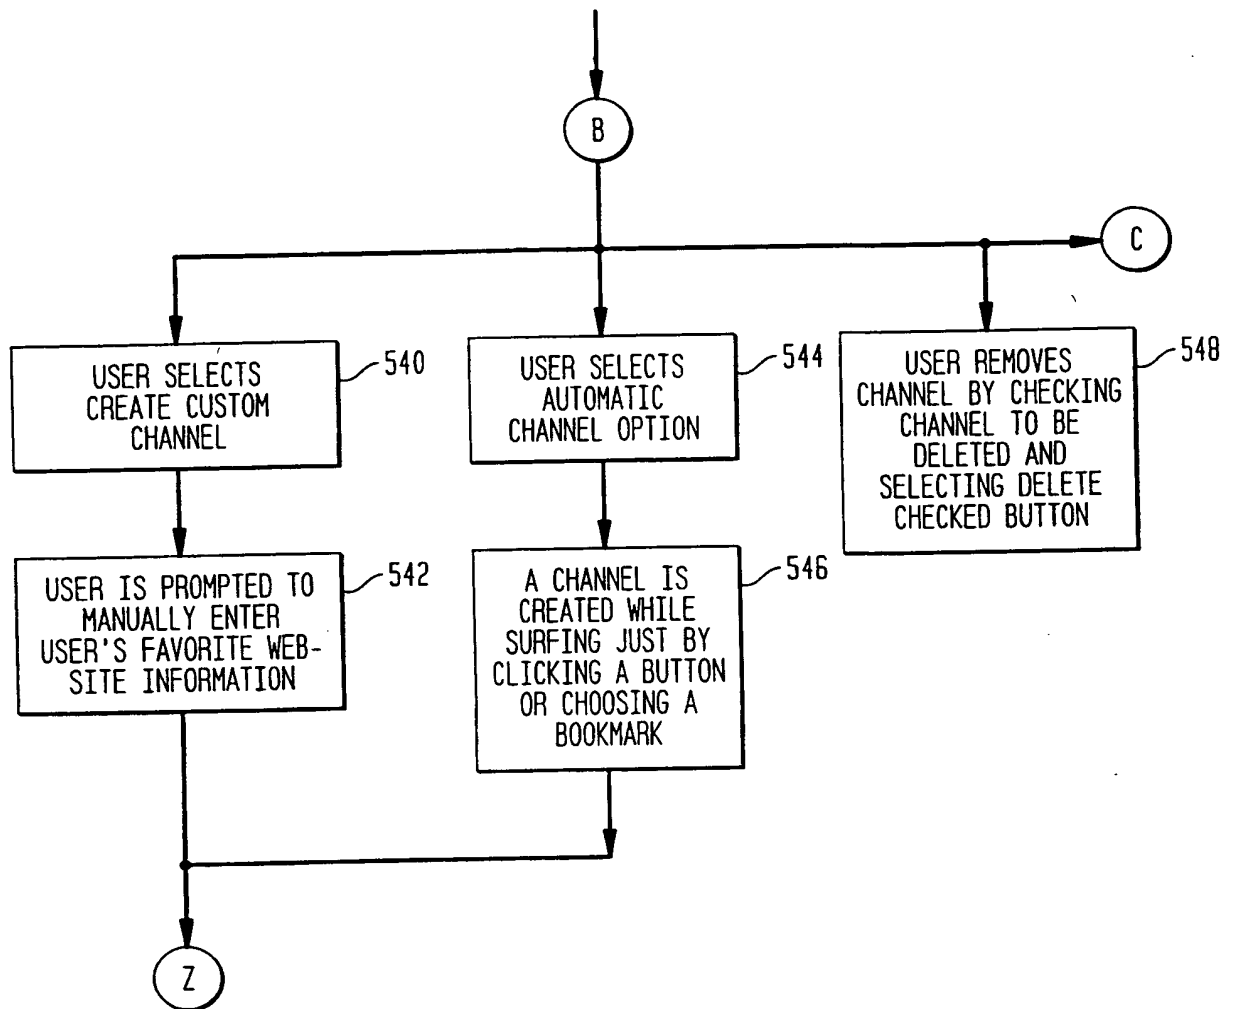 B
C
USER SELECTS
CREATE CUSTOM
CHANNEL
540
USER SELECTS
AUTOMATIC
CHANNEL OPTION
544
USER REMOVES
CHANNEL BY CHECKING
CHANNEL TO BE
DELETED AND
SELECTING DELETE
CHECKED BUTTON
548
USER IS PROMPTED TO
MANUALLY ENTER
USER'S FAVORITE WEB-
SITE INFORMATION
542
A CHANNEL IS
CREATED WHILE
SURFING JUST BY
CLICKING A BUTTON
OR CHOOSING A
BOOKMARK
546
Z